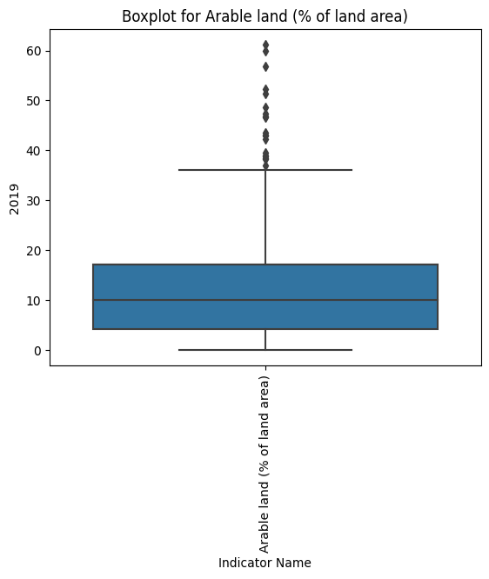 Boxplot for Arable land (% of land area)
60
50
40
30
20
10
0
2019
Arable land (% of land area)
Indicator Name